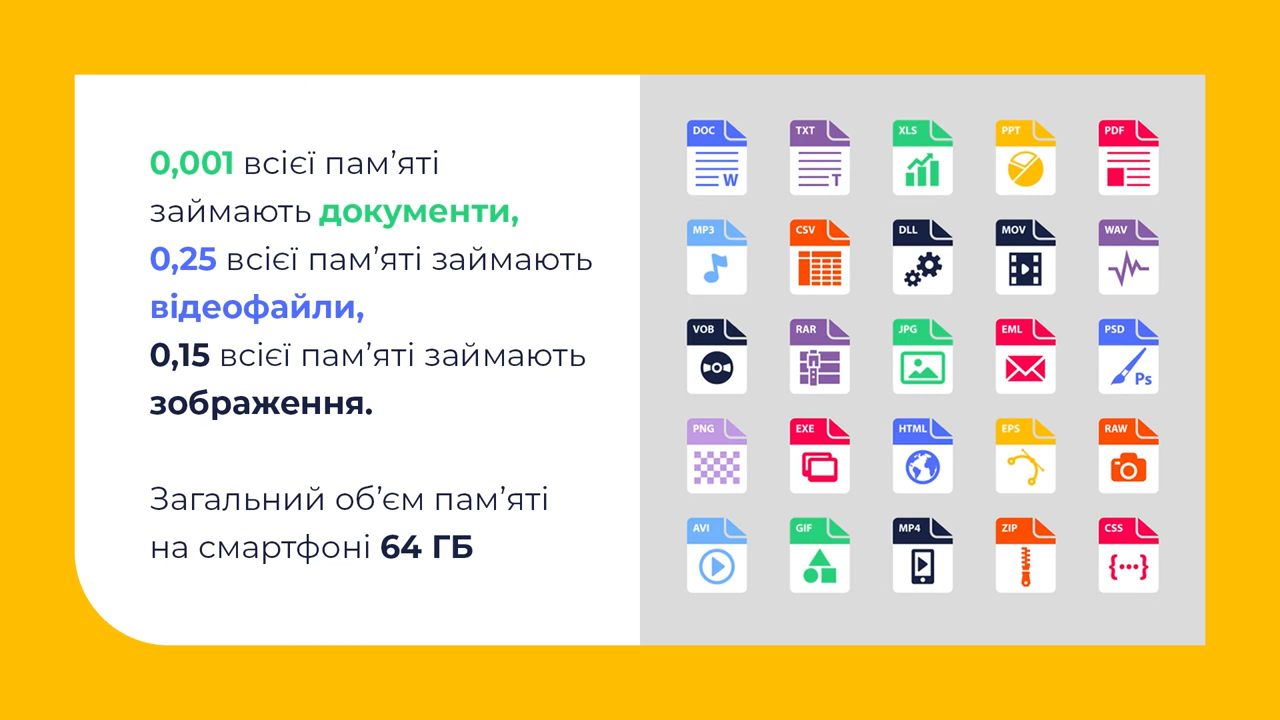 0,001 всієї пам’яті
займають документи,
0,25 всієї пам’яті займають
відеофайли,
0,15 всієї пам’яті займають
зображення.
Загальний об’єм пам’яті
на смартфоні 64 ГБ
DOC TXT XLS PPT PDF
W T
MP3 CSV DLL MOV WAV
VOB RAR JPG EML PSD
Ps
PNG EXE HTML EPS RAW
AVI GIF MP4 ZIP CSS